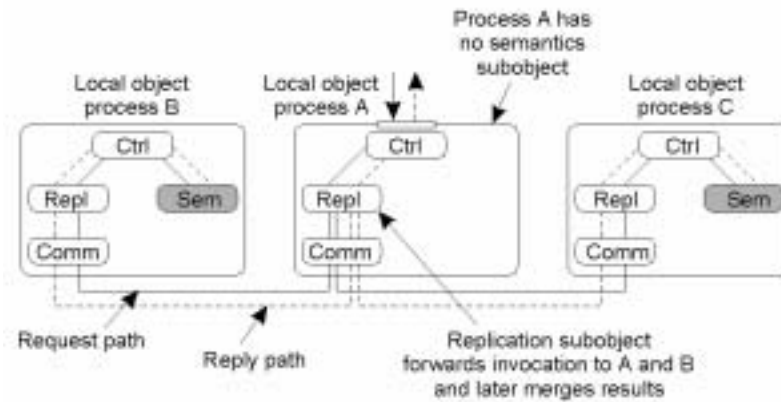 Process A has
no semantics
subobject
Local object
process B
Local object
process A
Local object
process C
Ctrl
Ctrl
Ctrl
Repl
Sem
Repl
Repl
Sem
Comm
Comm
Comm
Request path
Reply path
Replication subobject
forwards invocation to A and B
and later merges results